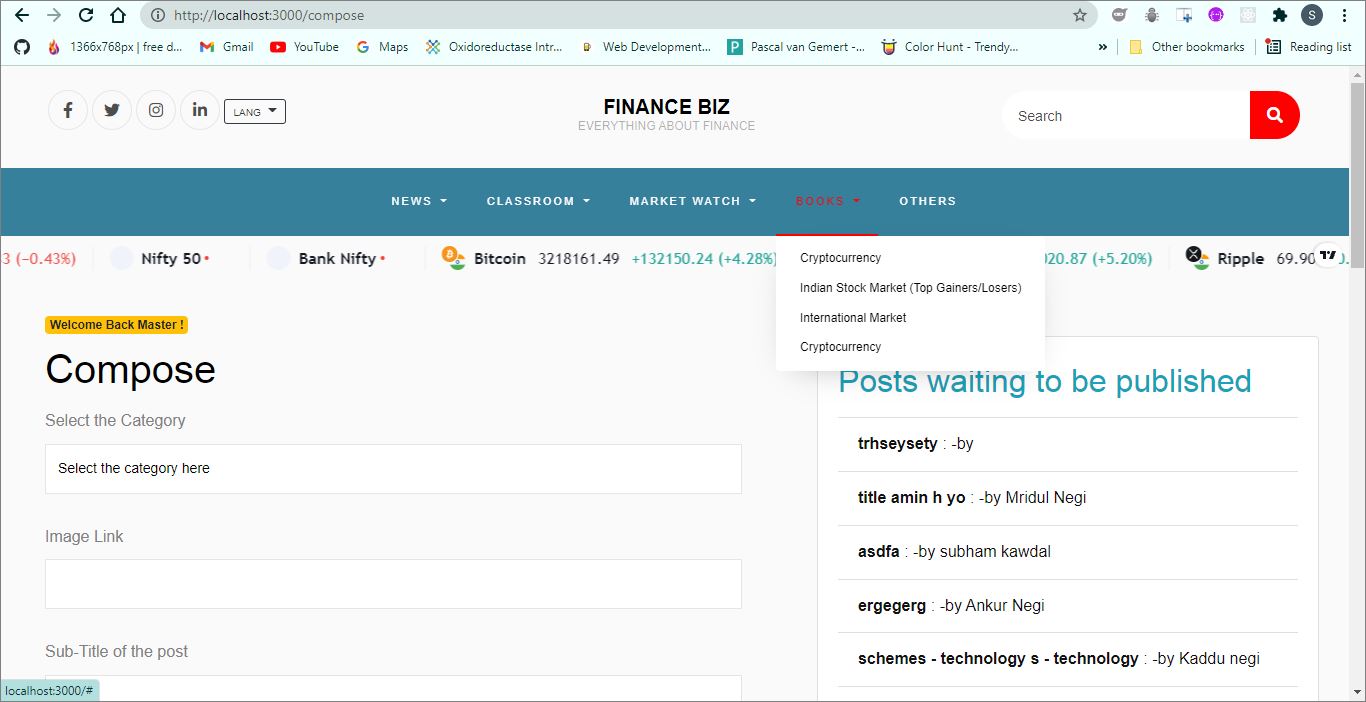 http://localhost:3000/compose
S
1366x768px | free d...
Gmail
YouTube
Maps
Oxidoreductase Intr...
Web Development...
Pascal van Gemert -...
Color Hunt - Trendy...
»
Other bookmarks
Reading list
LANG
FINANCE BIZ
EVERYTHING ABOUT FINANCE
Search
NEWS
CLASSROOM
MARKET WATCH
BOOKS
OTHERS
3 (−0.43%)
Nifty 50
Bank Nifty
Bitcoin 3218161.49 +132150.24 (+4.28%)
020.87 (+5.20%)
Ripple 69.90
Cryptocurrency
Indian Stock Market (Top Gainers/Losers)
International Market
Cryptocurrency
Welcome Back Master !
Compose
Select the Category
Select the category here
Image Link
Sub-Title of the post
Posts waiting to be published
trhseysety : -by
title amin h yo : -by Mridul Negi
asdfa : -by subham kawdal
ergegerg : -by Ankur Negi
schemes - technology s - technology : -by Kaddu negi
localhost:3000/#